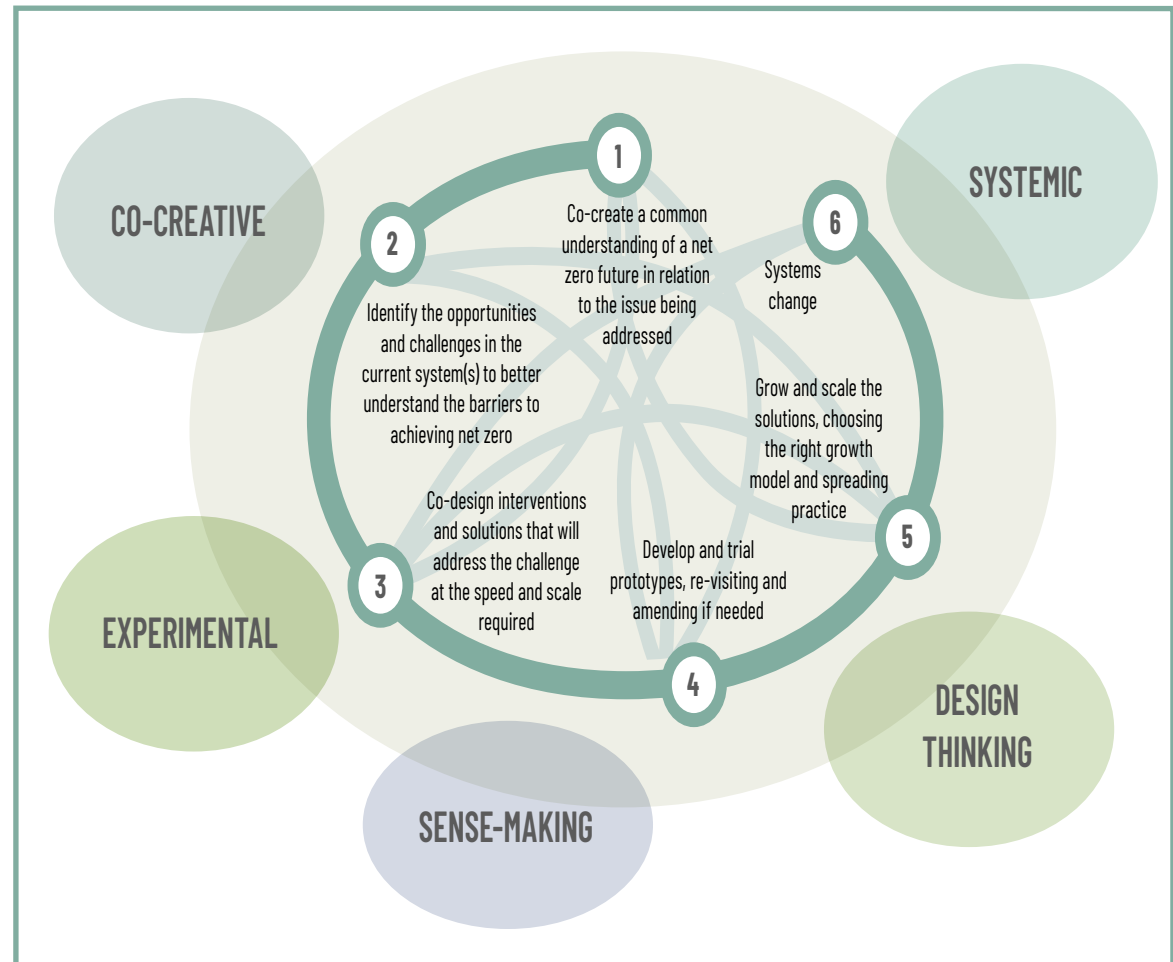 CO-CREATIVE
SYSTEMIC
1
Co-create a common
understanding of a net
zero future in relation
to the issue being
addressed
2
Identify the opportunities
and challenges in the
current system(s) to better
understand the barriers to
achieving net zero
3
Co-design interventions
and solutions that will
address the challenge
at the speed and scale
required
4
Develop and trial
prototypes, re-visiting and
amending if needed
5
Grow and scale the
solutions, choosing
the right growth
model and spreading
practice
6
Systems
change
EXPERIMENTAL
SENSE-MAKING
DESIGN
THINKING